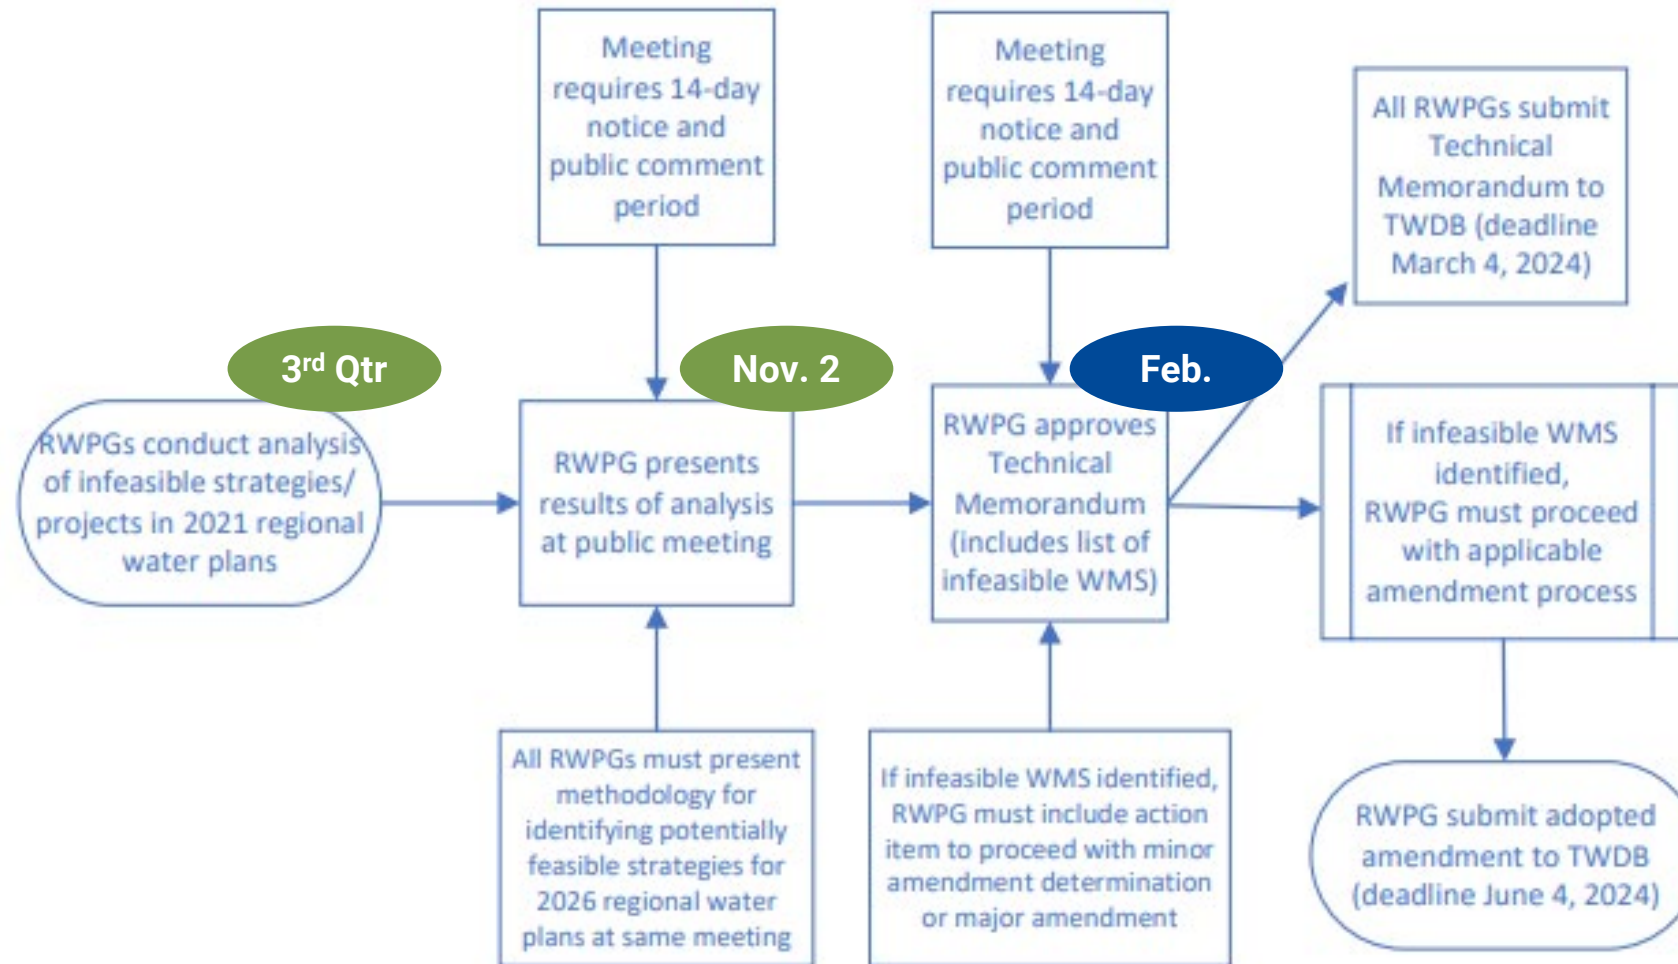 Meeting
requires 14-day
notice and
public comment
period
Meeting
requires 14-day
notice and
public comment
period
All RWPGs submit
Technical
Memorandum to
TWDB (deadline
March 4, 2024)
3rd Qtr
Nov. 2
Feb.
RWPGs conduct analysis
of infeasible strategies/
projects in 2021 regional
water plans
RWPG presents
results of analysis
at public meeting
RWPG approves
Technical
Memorandum
(includes list of
infeasible WMS)
If infeasible WMS
identified,
RWPG must proceed
with applicable
amendment process
All RWPGs must present
methodology for
identifying potentially
feasible strategies for
2026 regional water
plans at same meeting
If infeasible WMS identified,
RWPG must include action
item to proceed with minor
amendment determination
or major amendment
RWPG submit adopted
amendment to TWDB
(deadline June 4, 2024)